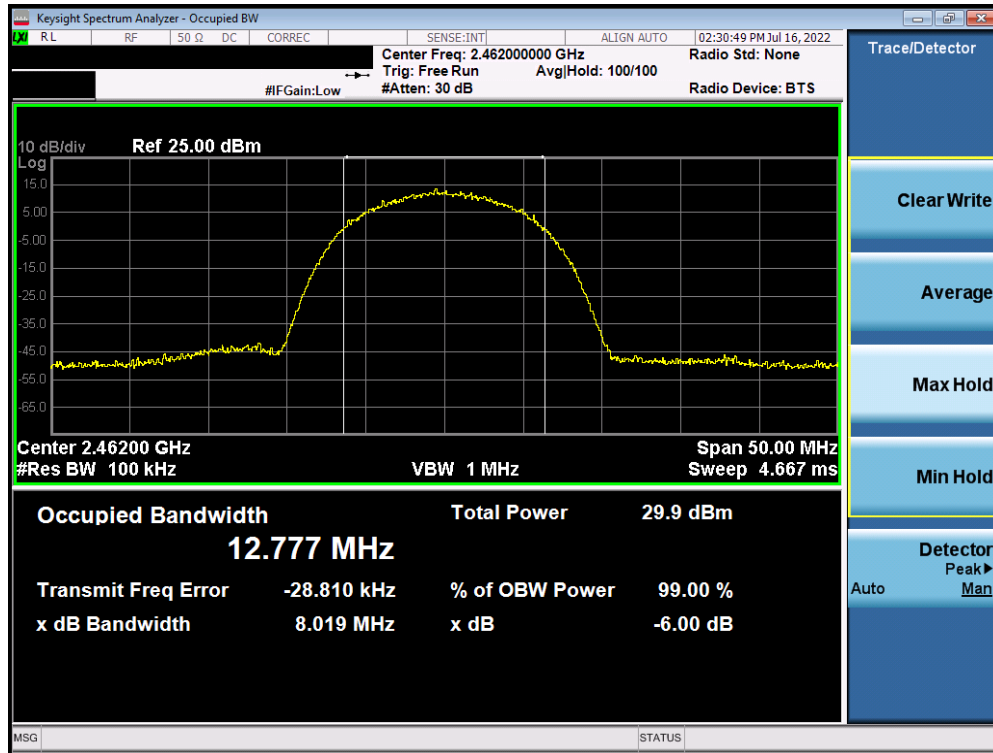 Keysight Spectrum Analyzer - Occupied BW
LXI RL RF 50 Ω DC CORREC SENSE:INT ALIGN AUTO 02:30:49 PM Jul 16, 2022
Center Freq: 2.462000000 GHz Radio Std: None
Trig: Free Run Avg|Hold: 100/100
#IFGain:Low #Atten: 30 dB Radio Device: BTS
Trace/Detector
10 dB/div Ref 25.00 dBm
Log
15.0
5.00
-5.00
-15.0
-25.0
-35.0
-45.0
-55.0
-65.0
Center 2.46200 GHz Span 50.00 MHz
#Res BW 100 kHz VBW 1 MHz Sweep 4.667 ms
Occupied Bandwidth Total Power 29.9 dBm
12.777 MHz
Transmit Freq Error -28.810 kHz % of OBW Power 99.00 %
x dB Bandwidth 8.019 MHz x dB -6.00 dB
Clear Write
Average
Max Hold
Min Hold
Detector
Peak▶
Auto Man
MSG STATUS